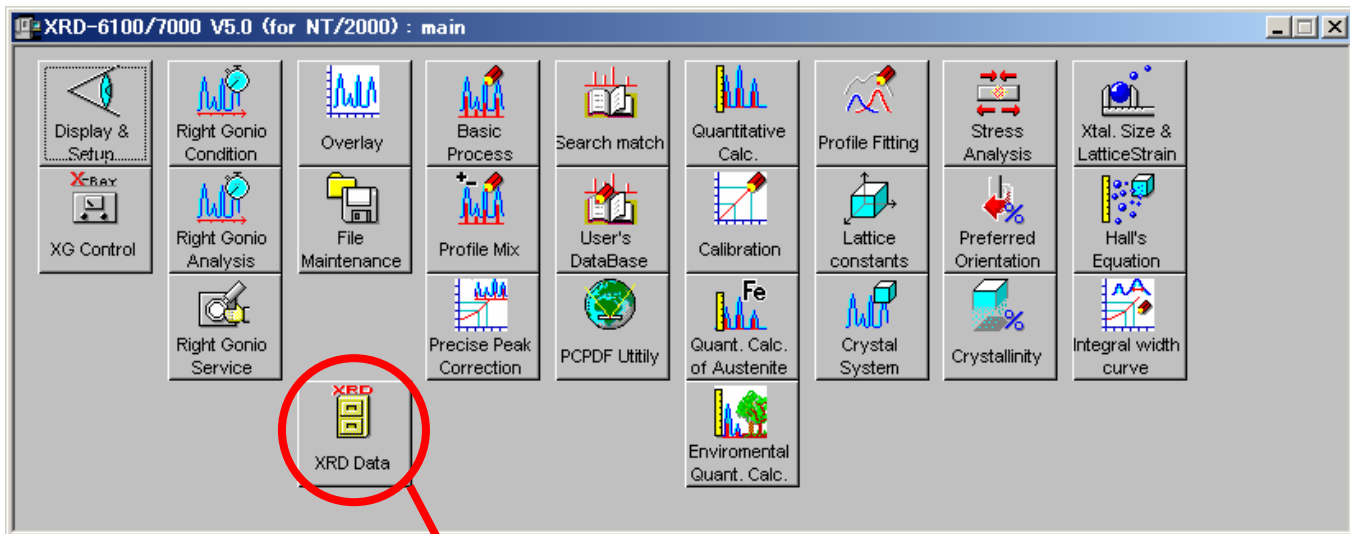 XRD-6100/7000 V5.0 (for NT/2000) : main
Display &
Setup
Right Gonio
Condition
Overlay
Basic
Process
Search match
Quantitative
Calc.
Profile Fitting
Stress
Analysis
Xtal. Size &
LatticeStrain
X-RAY
XG Control
Right Gonio
Analysis
File
Maintenance
+-
Profile Mix
User's
DataBase
Calibration
Lattice
constants
%
Preferred
Orientation
Hall's
Equation
Right Gonio
Service
Precise Peak
Correction
PCPDF Utitily
Fe
Quant. Calc.
of Austenite
Crystal
System
%
Crystallinity
Integral width
curve
XRD
XRD Data
Enviromental
Quant. Calc.